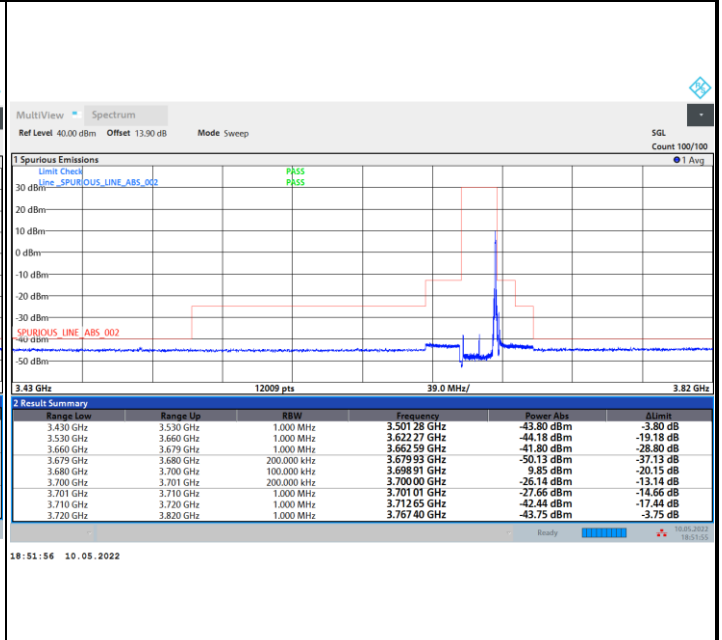 MultiView Spectrum
Ref Level 40.00 dBm Offset 13.90 dB Mode Sweep SGL
Count 100/100
1 Spurious Emissions 1 Avg
Limit Check PASS
Line _SPURIOUS_LINE_ABS_002 PASS
30 dBm
20 dBm
10 dBm
0 dBm
-10 dBm
-20 dBm
-30 dBm
SPURIOUS_LINE_ABS_002
-40 dBm
-50 dBm
3.43 GHz 12009 pts 39.0 MHz/ 3.82 GHz
2 Result Summary
Range Low Range Up RBW Frequency Power Abs ΔLimit
3.430 GHz 3.530 GHz 1.000 MHz 3.501 28 GHz -43.80 dBm -3.80 dB
3.530 GHz 3.660 GHz 1.000 MHz 3.622 27 GHz -44.18 dBm -19.18 dB
3.660 GHz 3.679 GHz 1.000 MHz 3.662 59 GHz -41.80 dBm -28.80 dB
3.679 GHz 3.680 GHz 200.000 kHz 3.679 93 GHz -50.13 dBm -37.13 dB
3.680 GHz 3.700 GHz 100.000 kHz 3.698 91 GHz 9.85 dBm -20.15 dB
3.700 GHz 3.701 GHz 200.000 kHz 3.700 00 GHz -26.14 dBm -13.14 dB
3.701 GHz 3.710 GHz 1.000 MHz 3.701 01 GHz -27.66 dBm -14.66 dB
3.710 GHz 3.720 GHz 1.000 MHz 3.712 65 GHz -42.44 dBm -17.44 dB
3.720 GHz 3.820 GHz 1.000 MHz 3.767 40 GHz -43.75 dBm -3.75 dB
Ready 10.05.2022
18:51:55
18:51:56 10.05.2022